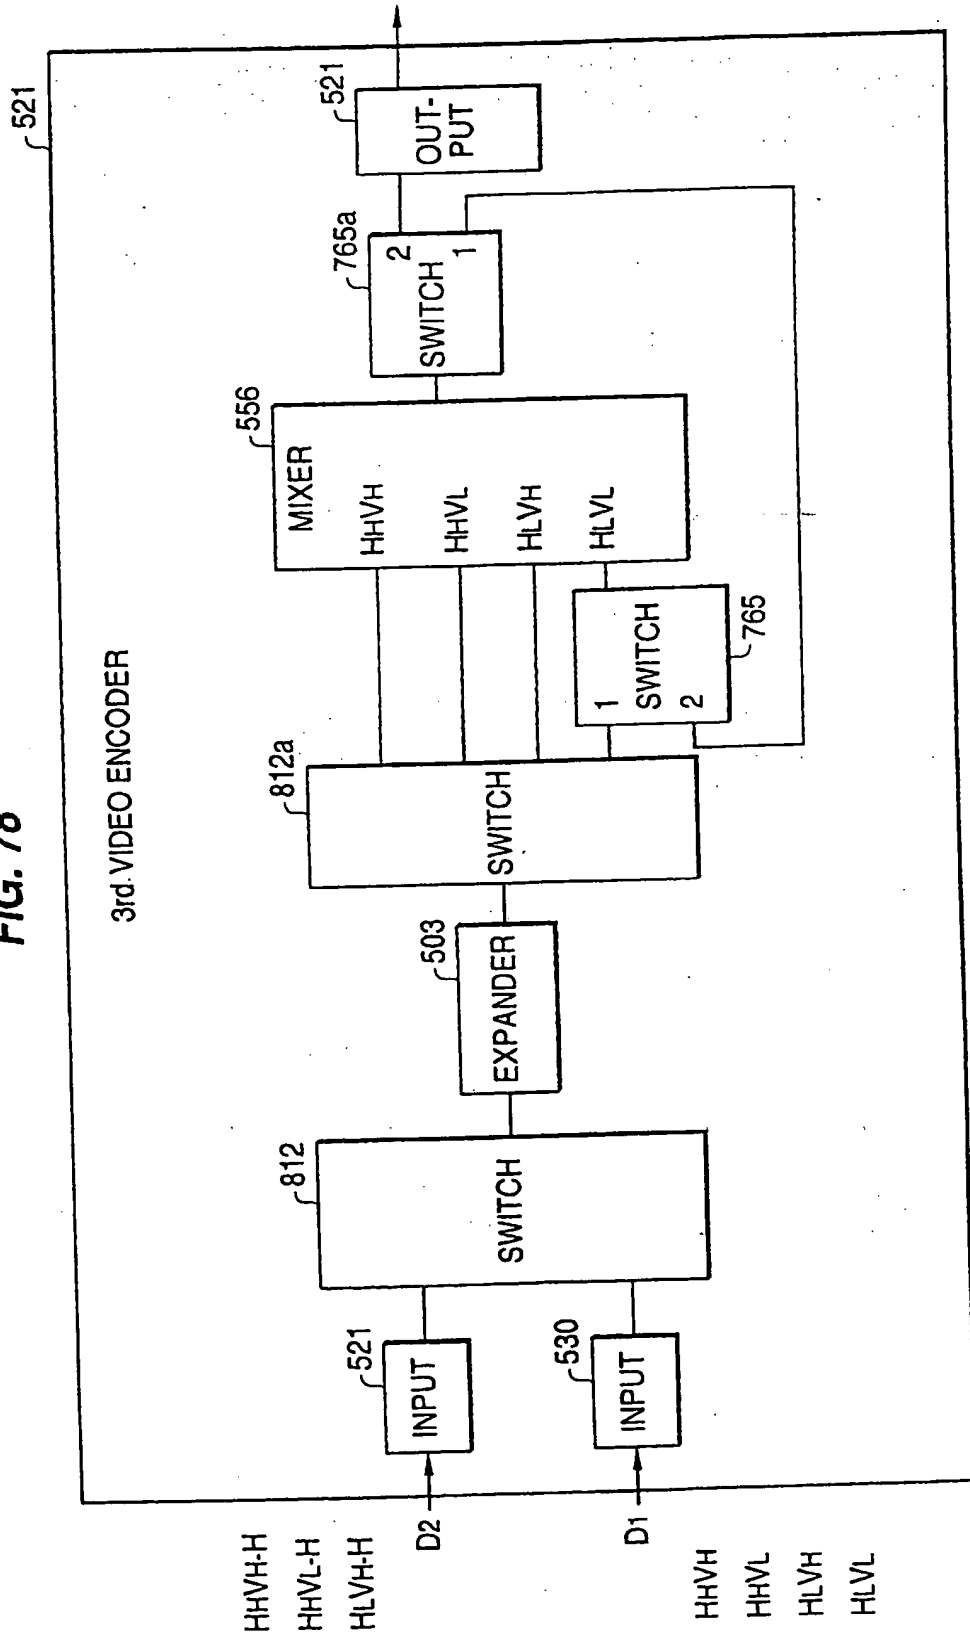 FIG. 78
521
3rd. VIDEO ENCODER
HHVH-H
HHVL-H
HLVH-H
D2
521
INPUT
D1
530
INPUT
HHVH
HHVL
HLVH
HLVL
812
SWITCH
503
EXPANDER
812a
SWITCH
1
2
SWITCH
765
556
MIXER
HHVH
HHVL
HLVH
HLVL
765a
SWITCH
2
1
521
OUT-
PUT